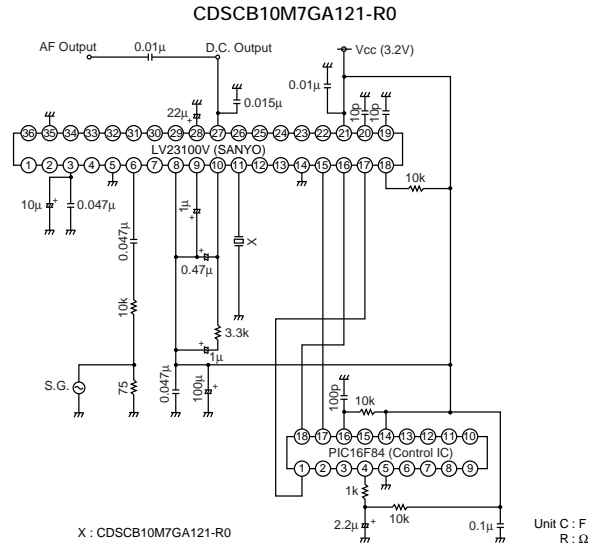 CDSCB10M7GA121-R0
AF Output
0.01µ
D.C. Output
Vcc (3.2V)
0.01µ
0.015µ
22µ
+
10p
10p
36 35 34 33 32 31 30 29 28 27 26 25 24 23 22 21 20 19
LV23100V (SANYO)
1 2 3 4 5 6 7 8 9 10 11 12 13 14 15 16 17 18
10k
10µ
+
0.047µ
0.047µ
1µ
+
+
0.47µ
X
10k
3.3k
+
1µ
S.G.
75
0.047µ
100µ
+
100p
10k
18 17 16 15 14 13 12 11 10
PIC16F84 (Control IC)
1 2 3 4 5 6 7 8 9
1k
10k
2.2µ
+
0.1µ
X : CDSCB10M7GA121-R0
Unit C : F
R : Ω